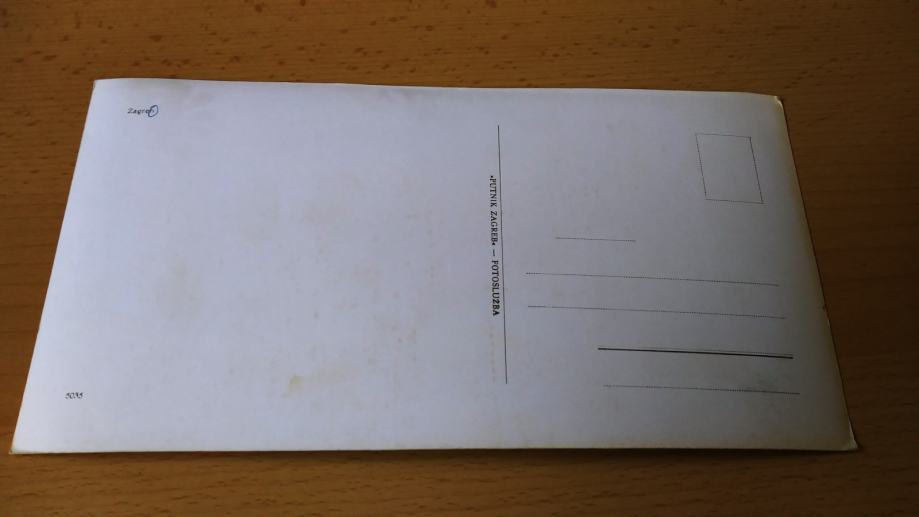 Zagreb
»PUTNIK ZAGREB« — FOTOSLUŽBA
5035